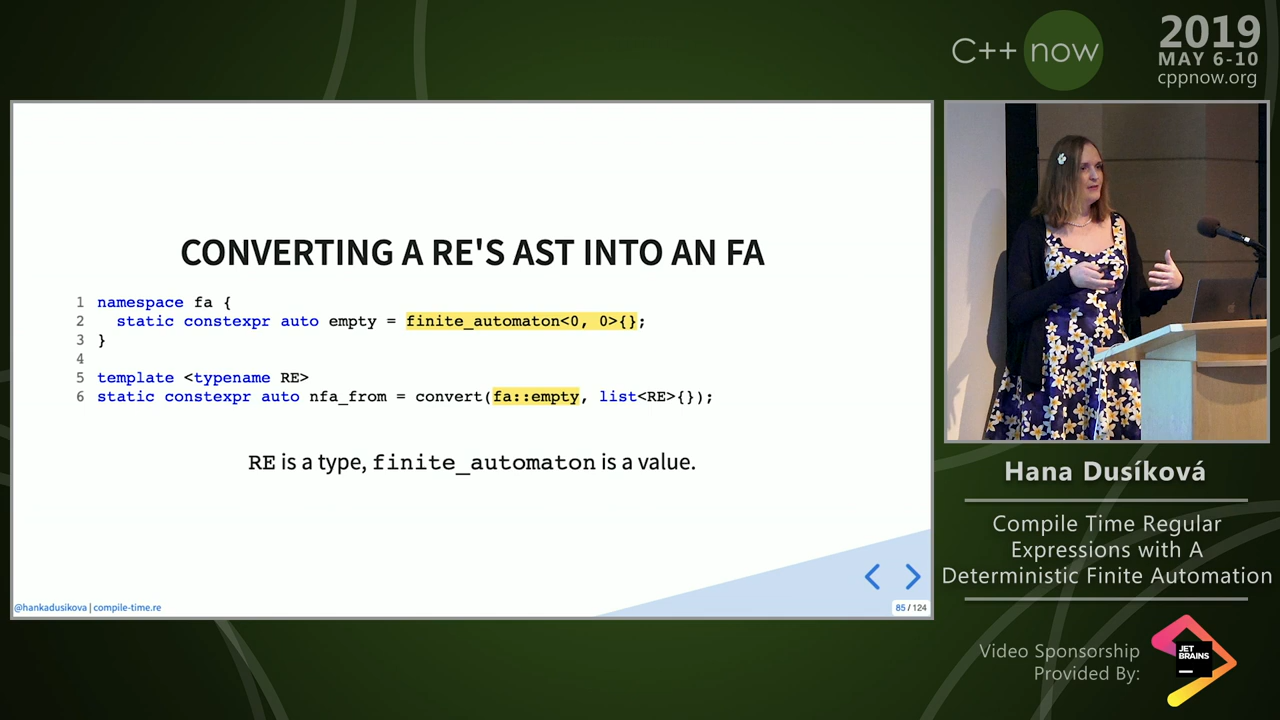 C++ now
2019
MAY 6-10
cppnow.org
CONVERTING A RE'S AST INTO AN FA
1 namespace fa {
2   static constexpr auto empty = finite_automaton<0, 0>{};
3 }
4
5 template <typename RE>
6 static constexpr auto nfa_from = convert(fa::empty, list<RE>{});
RE is a type, finite_automaton is a value.
@hankadusikova | compile-time.re
85 / 124
Hana Dusíková
Compile Time Regular
Expressions with A
Deterministic Finite Automation
Video Sponsorship
Provided By:
JET
BRAINS